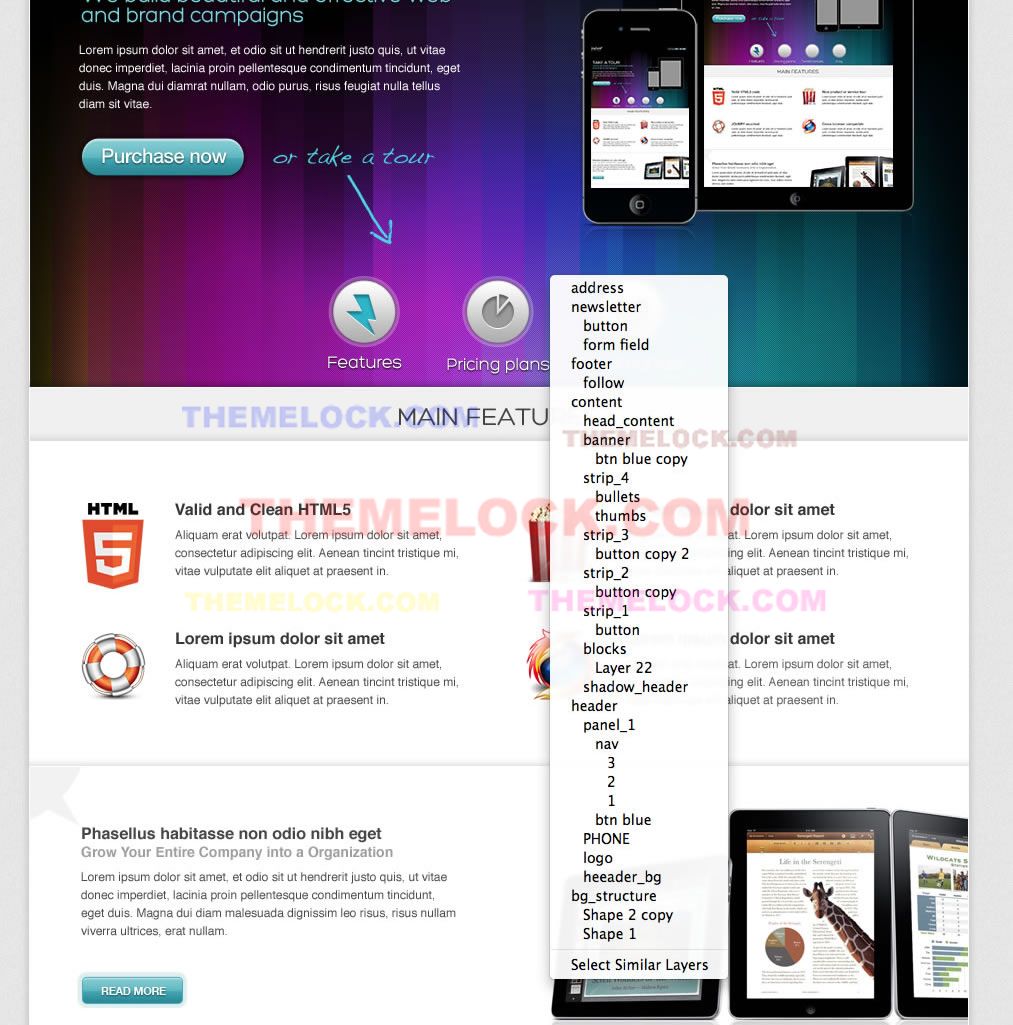 We build beautiful and effective web
and brand campaigns
Lorem ipsum dolor sit amet, et odio sit ut hendrerit justo quis, ut vitae
donec imperdiet, lacinia proin pellentesque condimentum tincidunt, eget
duis. Magna dui diamrat nullam, odio purus, risus feugiat nulla tellus
diam sit vitae.
Purchase now
or take a tour
Features
Pricing plans
MAIN FEATU
THEMELOCK.COM
THEMELOCK.COM
THEMELOCK.COM
THEMELOCK.COM
THEMELOCK.COM
HTML
5
Valid and Clean HTML5
Aliquam erat volutpat. Lorem ipsum dolor sit amet,
consectetur adipiscing elit. Aenean tincint tristique mi,
vitae vulputate elit aliquet at praesent in.
dolor sit amet
Lorem ipsum dolor sit amet,
ing elit. Aenean tincint tristique mi,
aliquet at praesent in.
Lorem ipsum dolor sit amet
Aliquam erat volutpat. Lorem ipsum dolor sit amet,
consectetur adipiscing elit. Aenean tincint tristique mi,
vitae vulputate elit aliquet at praesent in.
dolor sit amet
Lorem ipsum dolor sit amet,
ing elit. Aenean tincint tristique mi,
aliquet at praesent in.
address
newsletter
button
form field
footer
follow
content
head_content
banner
btn blue copy
strip_4
bullets
thumbs
strip_3
button copy 2
strip_2
button copy
strip_1
button
blocks
Layer 22
shadow_header
header
panel_1
nav
3
2
1
btn blue
PHONE
logo
heeader_bg
bg_structure
Shape 2 copy
Shape 1
Select Similar Layers
Phasellus habitasse non odio nibh eget
Grow Your Entire Company into a Organization
Lorem ipsum dolor sit amet, et odio hendrerit justo quis, ut vitae
donec imperdiet, lacinia proin pellentesque condimentum tincidunt,
eget duis. Magna dui diam malesuada dignissim leo risus, risus nullam
viverra ultrices, erat nullam.
READ MORE
Life in the Serengeti